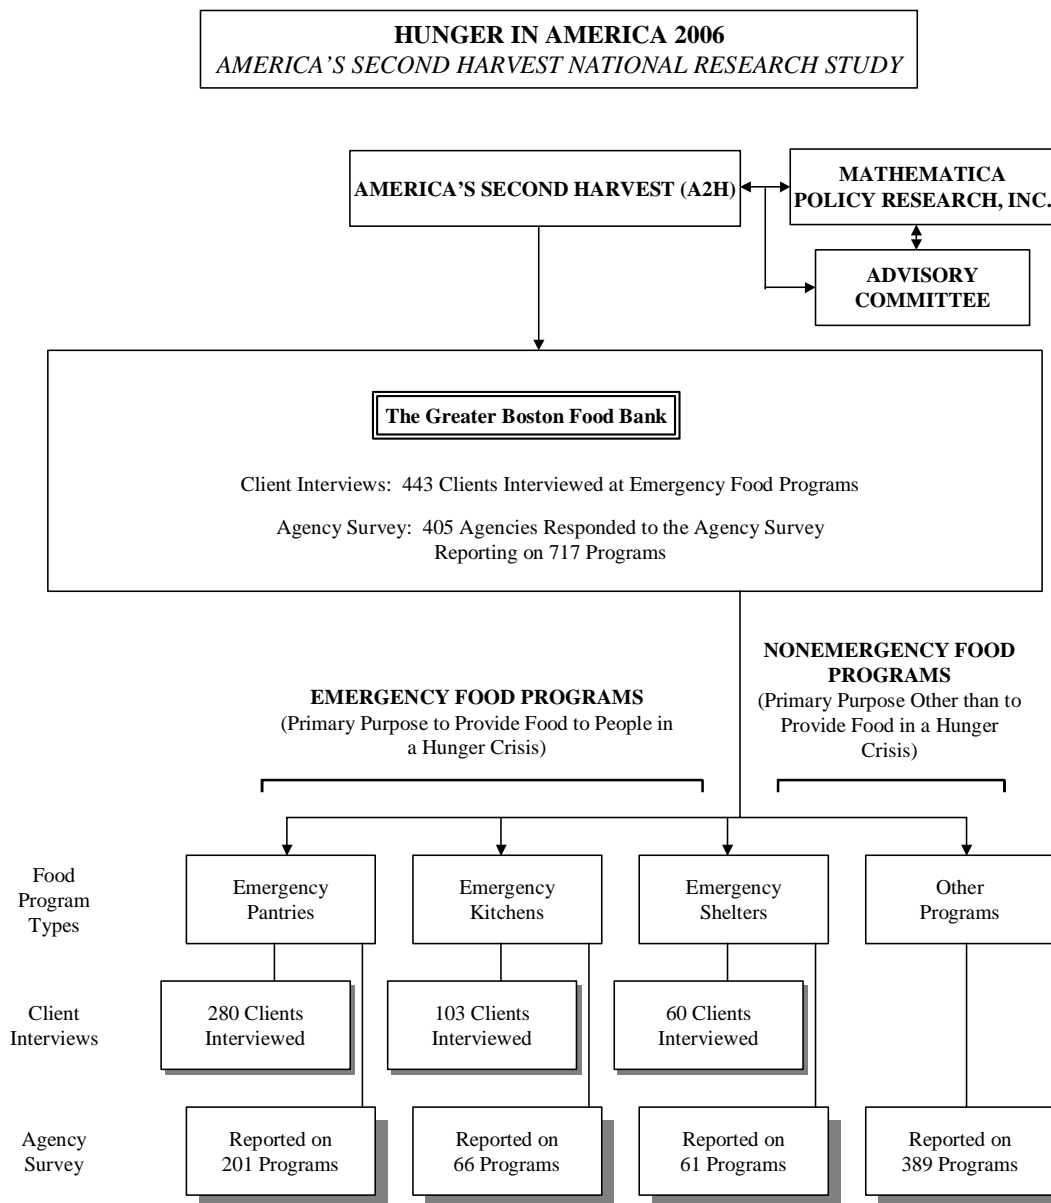 HUNGER IN AMERICA 2006
AMERICA'S SECOND HARVEST NATIONAL RESEARCH STUDY
AMERICA'S SECOND HARVEST (A2H)
MATHEMATICA
POLICY RESEARCH, INC.
ADVISORY
COMMITTEE
The Greater Boston Food Bank
Client Interviews:  443 Clients Interviewed at Emergency Food Programs
Agency Survey:  405 Agencies Responded to the Agency Survey
Reporting on 717 Programs
EMERGENCY FOOD PROGRAMS
(Primary Purpose to Provide Food to People in
a Hunger Crisis)
NONEMERGENCY FOOD
PROGRAMS
(Primary Purpose Other than to
Provide Food in a Hunger
Crisis)
Food
Program
Types
Emergency
Pantries
Emergency
Kitchens
Emergency
Shelters
Other
Programs
Client
Interviews
280 Clients
Interviewed
103 Clients
Interviewed
60 Clients
Interviewed
Agency
Survey
Reported on
201 Programs
Reported on
66 Programs
Reported on
61 Programs
Reported on
389 Programs